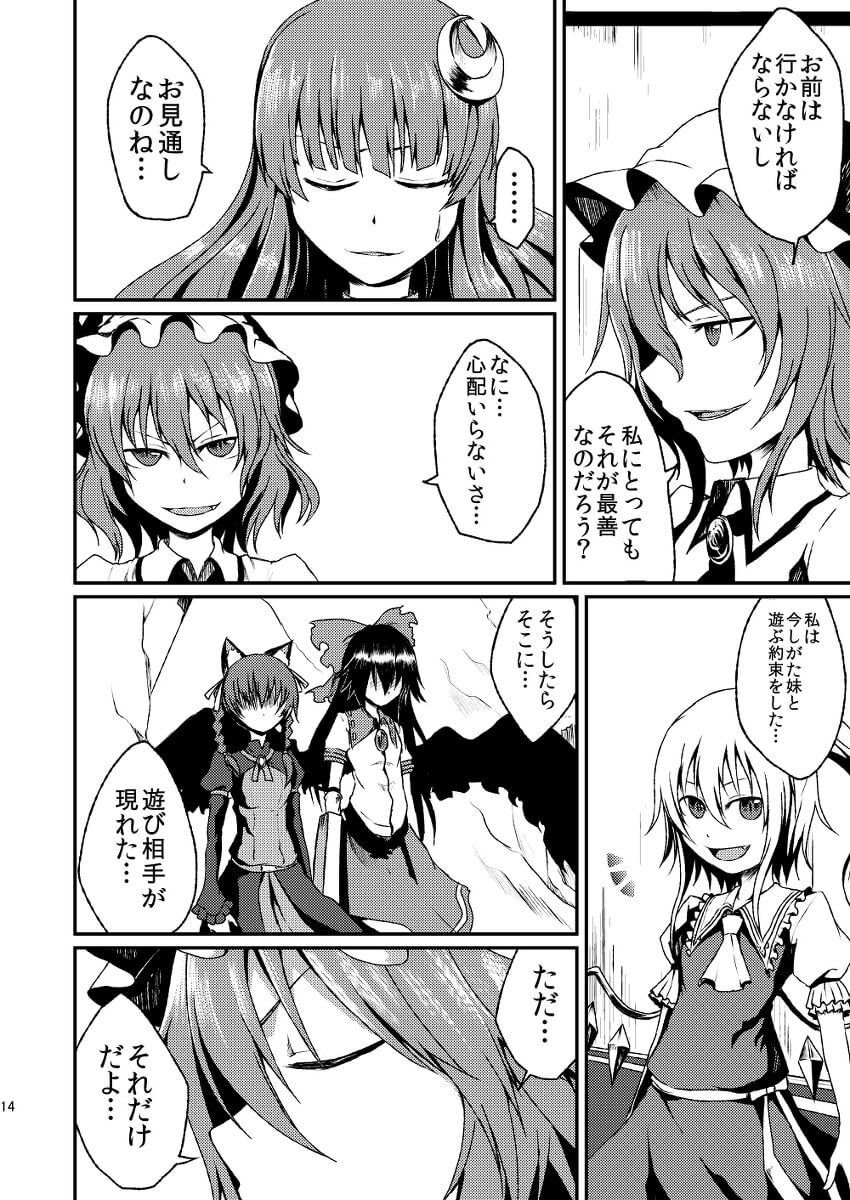 お前は
行かなければ
ならないし
私にとっても
それが最善
なのだろう？
……
お見通し
なのね…
なに…
心配いらないさ…
私は
今しがた妹と
遊ぶ約束をした…
そうしたら
そこに…
遊び相手が
現れた…
ただ…
それだけ
だよ…
14